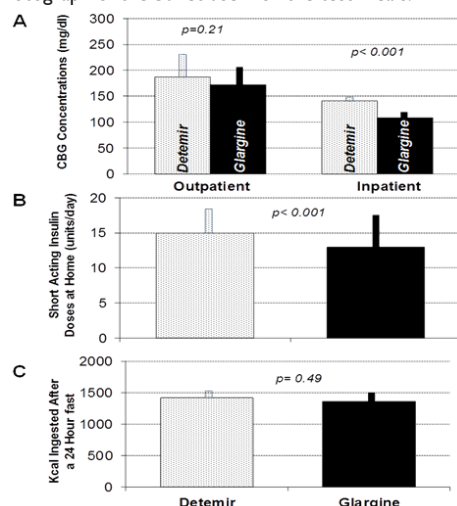 A
CBG Concentrations (mg/dl)
300
250
200
150
100
50
0
p=0.21
p< 0.001
Detemir
Glargine
Detemir
Glargine
Outpatient
Inpatient
B
Short Acting Insulin
Doses at Home (units/day)
20
15
10
5
0
p< 0.001
C
Kcal Ingested After
a 24 Hour fast
2000
1500
1000
500
0
p= 0.49
Detemir
Glargine